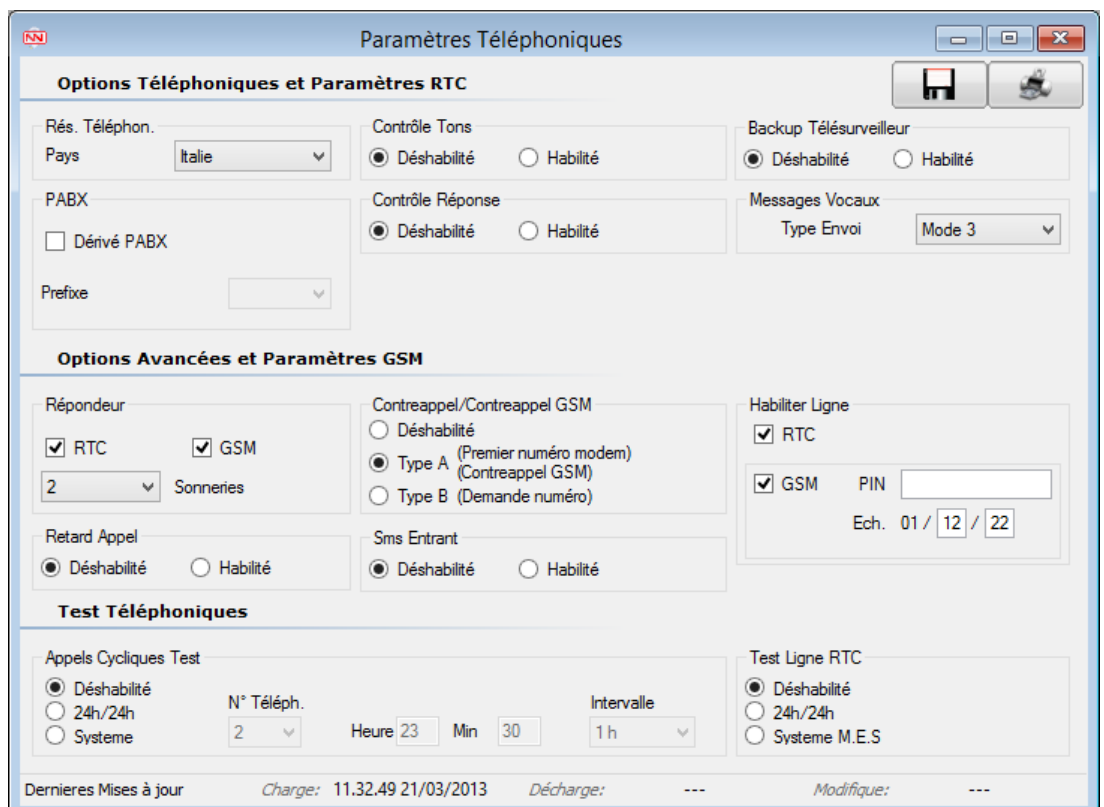 Paramètres Téléphoniques
Options Téléphoniques et Paramètres RTC
Rés. Téléphon.
Pays
Italie
Contrôle Tons
Déshabilité
Habilité
Backup Télésurveilleur
Déshabilité
Habilité
PABX
Dérivé PABX
Prefixe
Contrôle Réponse
Déshabilité
Habilité
Messages Vocaux
Type Envoi
Mode 3
Options Avancées et Paramètres GSM
Répondeur
RTC
GSM
2
Sonneries
Contreappel/Contreappel GSM
Déshabilité
Type A (Premier numéro modem)
(Contreappel GSM)
Type B (Demande numéro)
Habiliter Ligne
RTC
GSM
PIN
Ech. 01 / 12 / 22
Retard Appel
Déshabilité
Habilité
Sms Entrant
Déshabilité
Habilité
Test Téléphoniques
Appels Cycliques Test
Déshabilité
24h/24h
Systeme
N° Téléph.
2
Heure 23
Min 30
Intervalle
1 h
Test Ligne RTC
Déshabilité
24h/24h
Systeme M.E.S
Dernieres Mises à jour
Charge: 11.32.49 21/03/2013
Décharge: ---
Modifique: ---